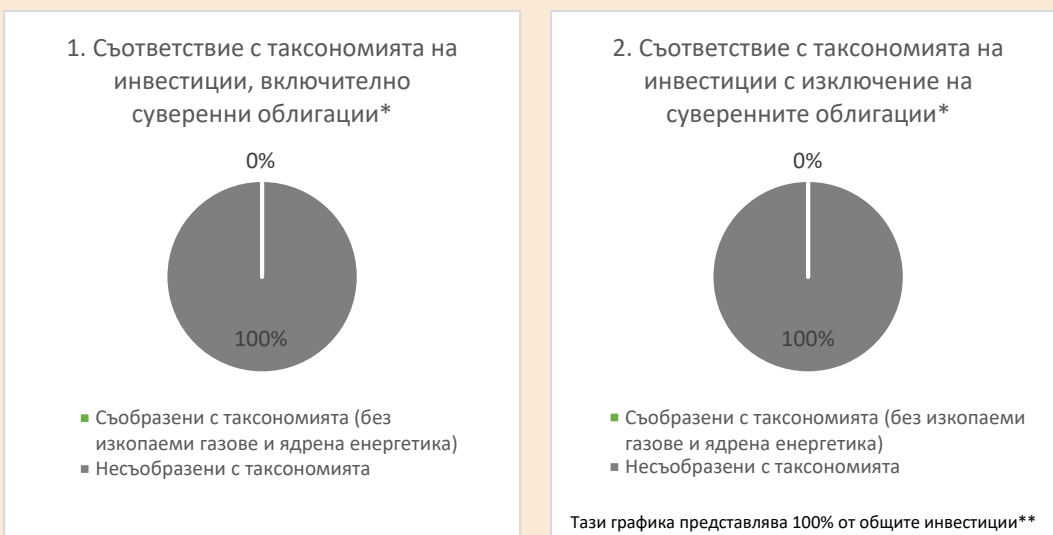 1. Съответствие с таксономията на
инвестиции, включително
суверенни облигации*
0%
100%
Съобразени с таксономията (без
изкопаеми газове и ядрена енергетика)
Несъобразени с таксономията
2. Съответствие с таксономията на
инвестиции с изключение на
суверенните облигации*
0%
100%
Съобразени с таксономията (без изкопаеми
газове и ядрена енергетика)
Несъобразени с таксономията
Тази графика представлява 100% от общите инвестиции**